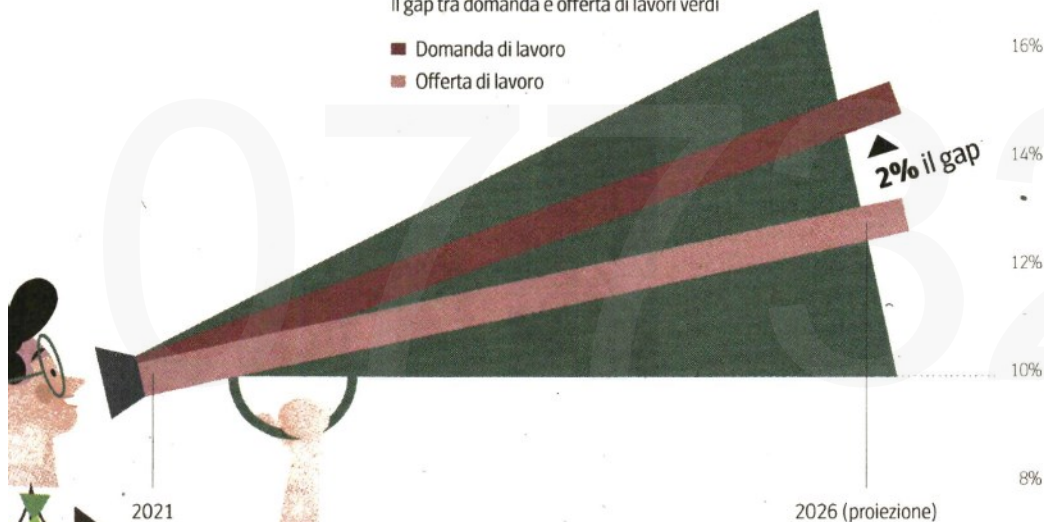 Il gap tra domanda e offerta di lavori verdi
Domanda di lavoro
Offerta di lavoro
16%
14%
2% il gap
12%
10%
8%
2021
2026 (proiezione)